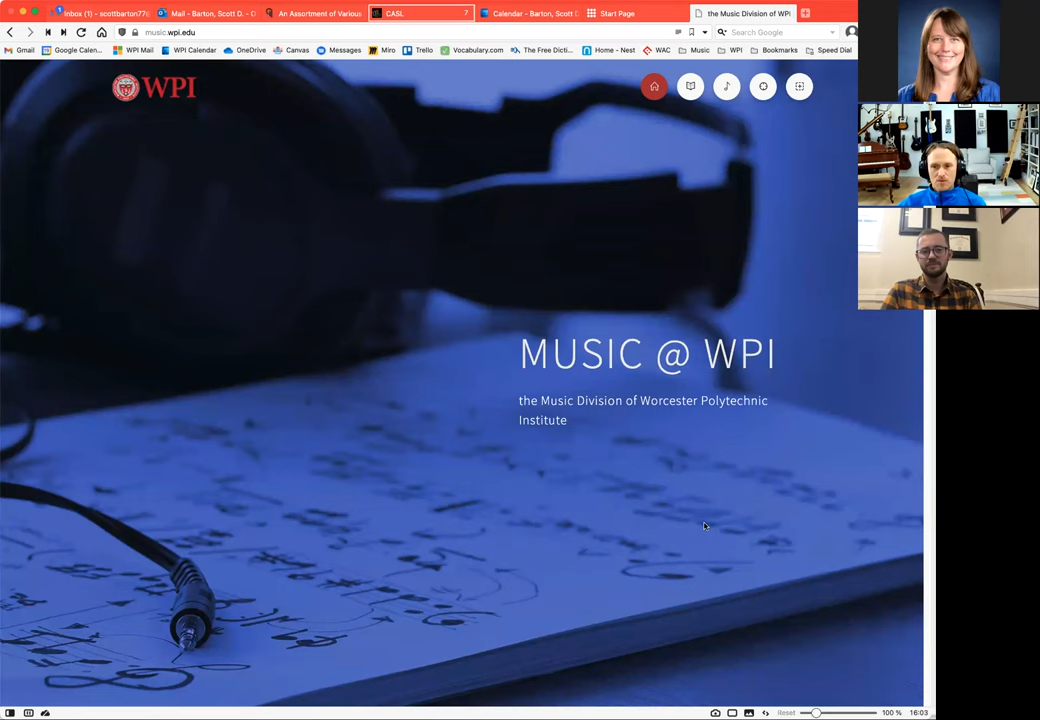 Inbox (1) - scottbarton77@
Mail - Barton, Scott D. - O
An Assortment of Various
CASL 7
Calendar - Barton, Scott D
Start Page
the Music Division of WPI
music.wpi.edu
Search Google
Gmail
Google Calen...
WPI Mail
WPI Calendar
OneDrive
Canvas
Messages
Miro
Trello
Vocabulary.com
The Free Dicti...
Home - Nest
WAC
Music
WPI
Bookmarks
Speed Dial
WPI
MUSIC @ WPI
the Music Division of Worcester Polytechnic
Institute
Reset
100 %
16:03